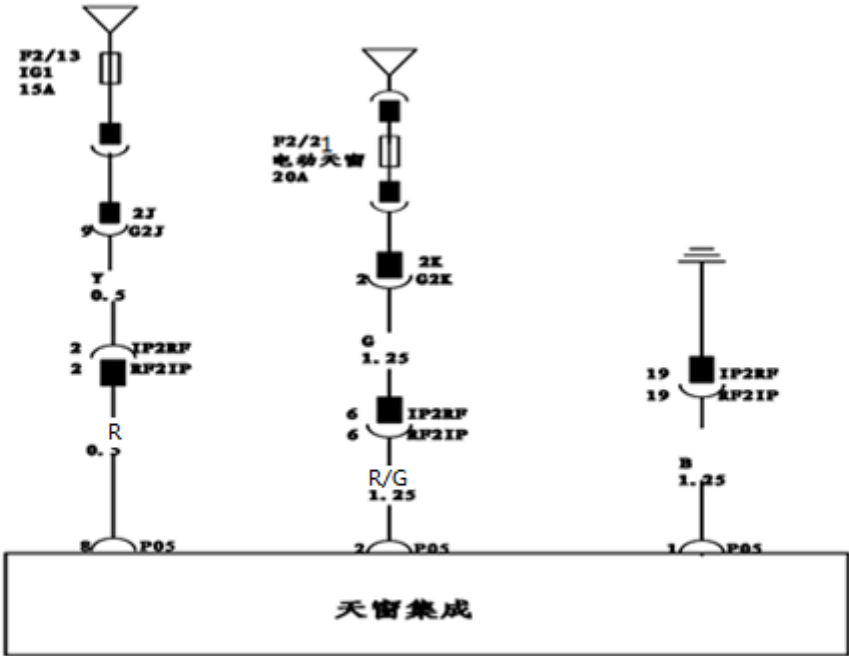 F2/13
IG1
15A
F2/21
电动天窗
20A
2J
9 G2J
2K
2 G2K
Y
0.5
G
1.25
2 IP2RF
2 RF2IP
19 IP2RF
19 RF2IP
6 IP2RF
6 RF2IP
R
0.5
R/G
1.25
B
1.25
8 P05
2 P05
1 P05
天窗集成